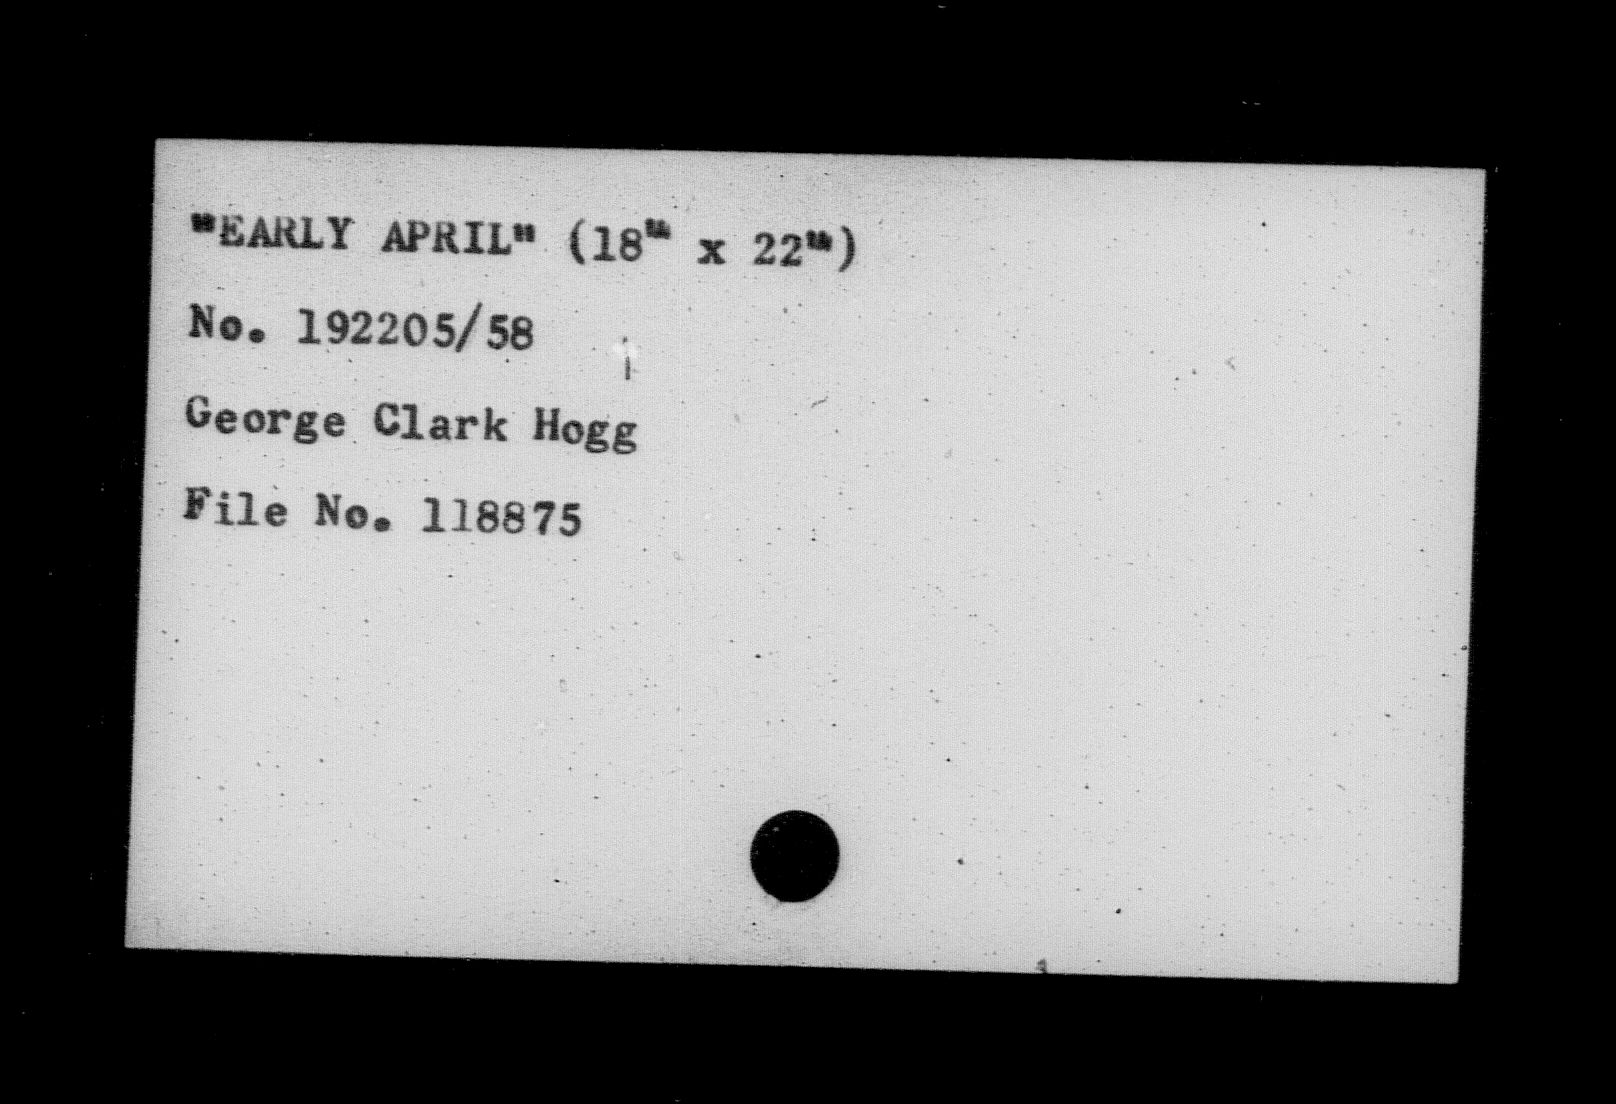 "EARLY APRIL" (18" x 22")
No. 192205/58
George Clark Hogg
File No. 118875